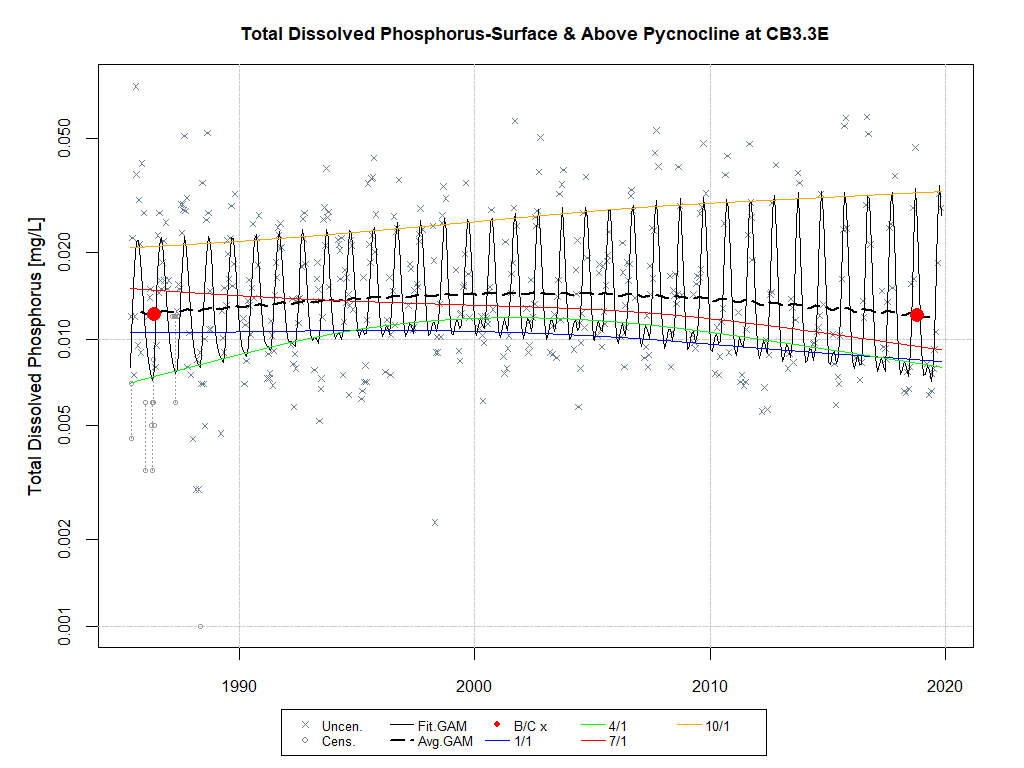 Total Dissolved Phosphorus-Surface & Above Pycnocline at CB3.3E
Total Dissolved Phosphorus [mg/L]
0.050
0.020
0.010
0.005
0.002
0.001
1990 2000 2010 2020
Uncen. Fit.GAM B/C x 4/1 10/1
Cens. Avg.GAM 1/1 7/1